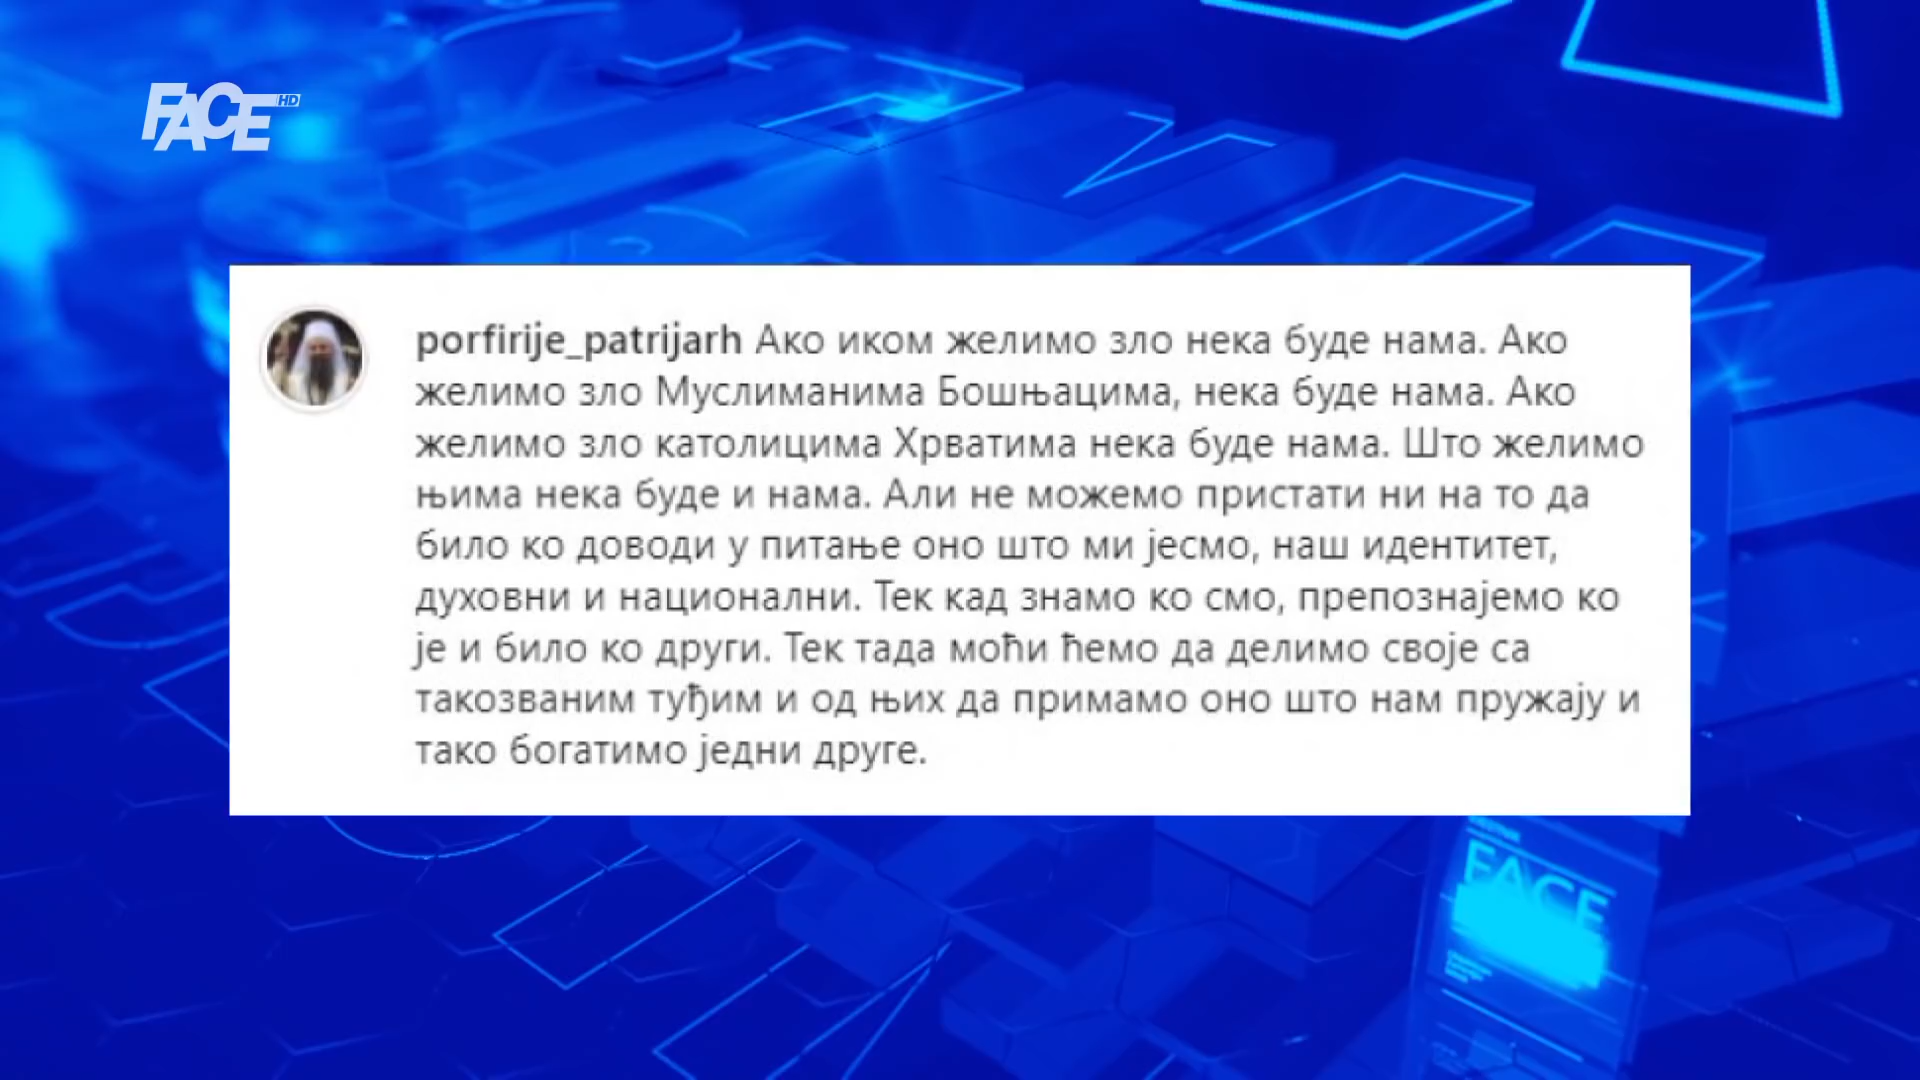 FACE HD
porfirije_patrijarh Ако иком желимо зло нека буде нама. Ако
желимо зло Муслиманима Бошњацима, нека буде нама. Ако
желимо зло католицима Хрватима нека буде нама. Што желимо
њима нека буде и нама. Али не можемо пристати ни на то да
било ко доводи у питање оно што ми јесмо, наш идентитет,
духовни и национални. Тек кад знамо ко смо, препознајемо ко
је и било ко други. Тек тада моћи ћемо да делимо своје са
такозваним туђим и од њих да примамо оно што нам пружају и
тако богатимо једни друге.
FACE